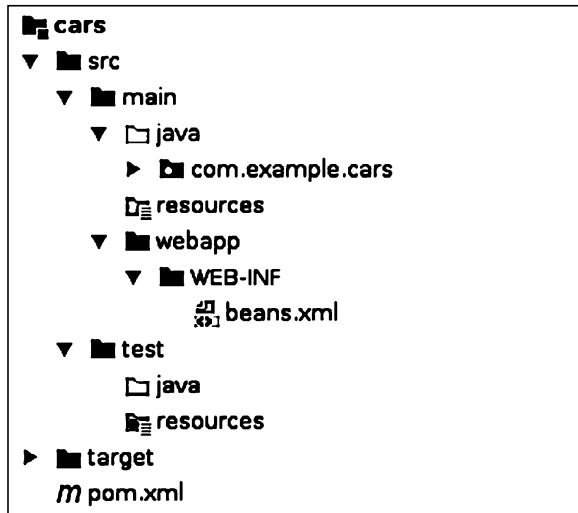 cars
src
main
java
com.example.cars
resources
webapp
WEB-INF
beans.xml
test
java
resources
target
m pom.xml